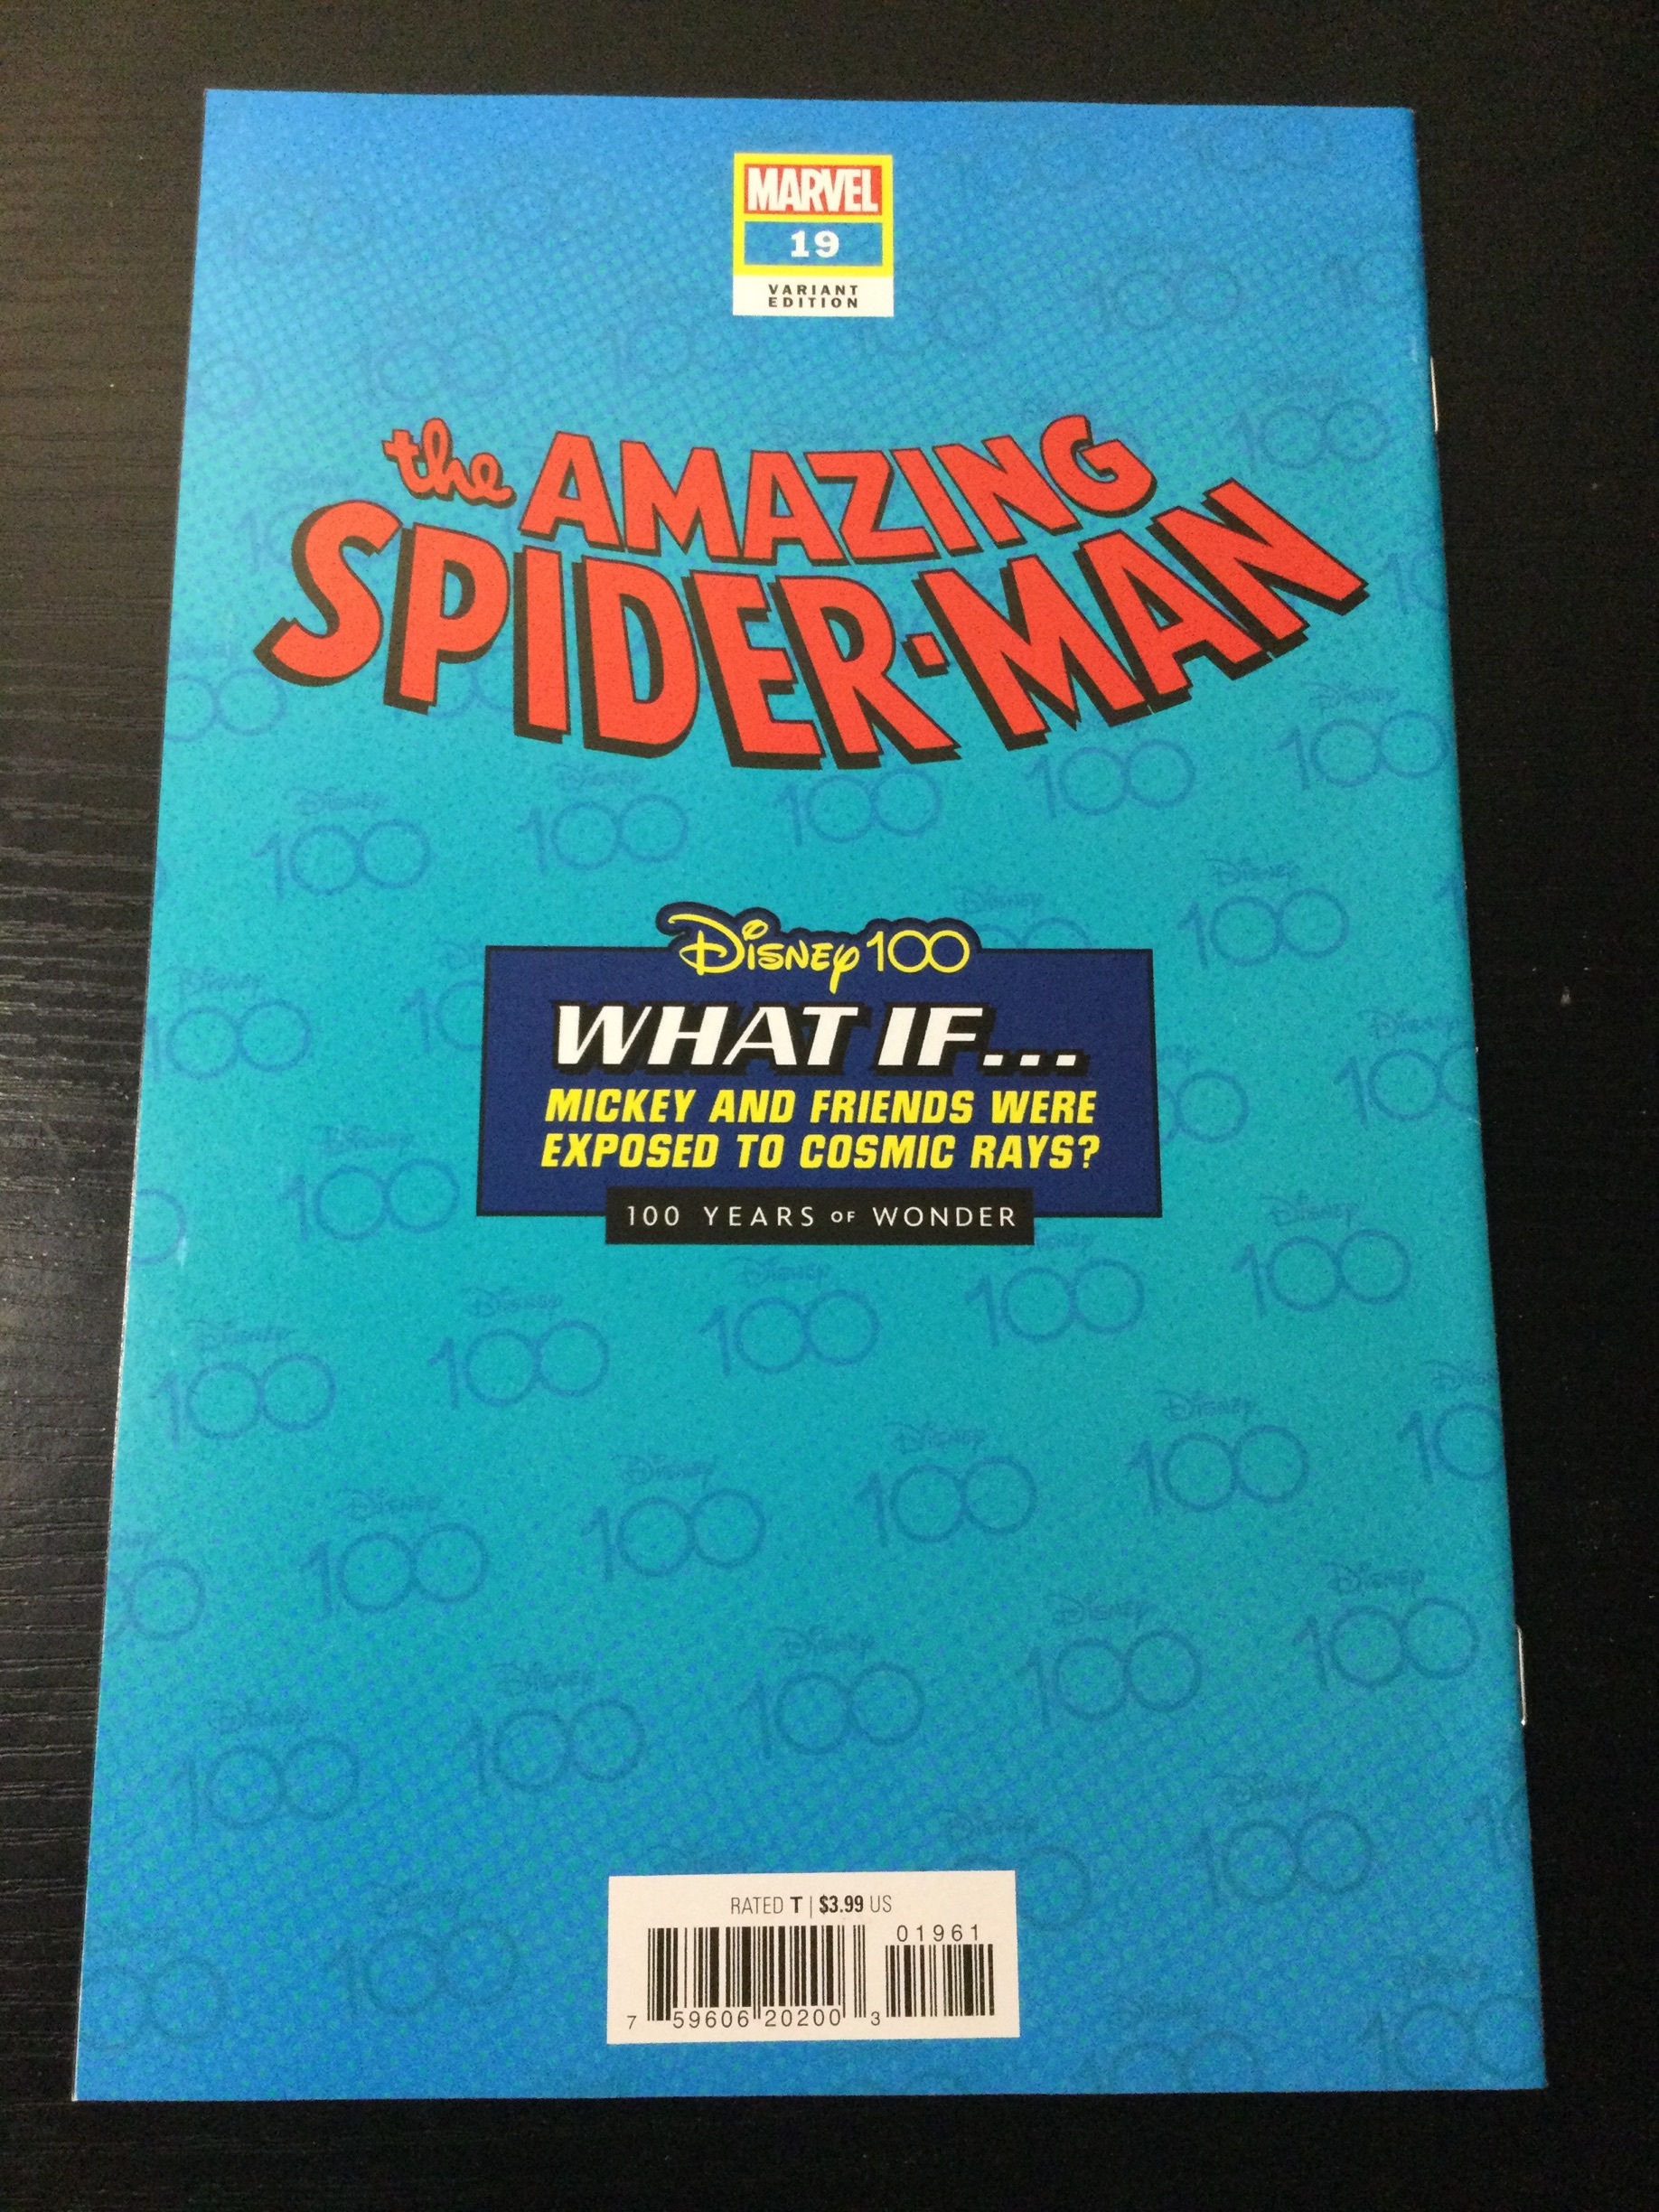 MARVEL
19
VARIANT
EDITION
the AMAZING
SPIDER-MAN
Disney 100
WHAT IF...
MICKEY AND FRIENDS WERE
EXPOSED TO COSMIC RAYS?
100 YEARS OF WONDER
RATED T | $3.99 US
01961
7 59606 20200 3